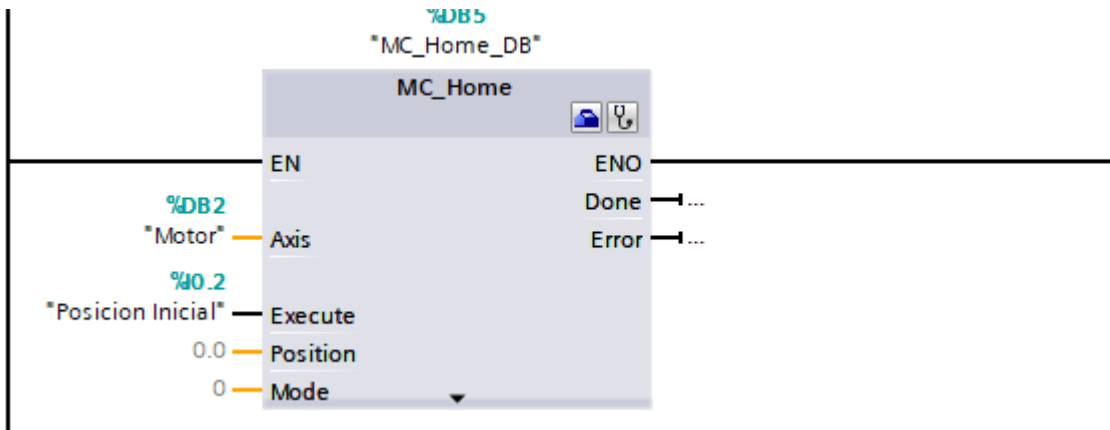 %DB5
"MC_Home_DB"
MC_Home
EN ENO
Done ...
%DB2
"Motor" Axis Error ...
%I0.2
"Posicion Inicial" Execute
0.0 Position
0 Mode